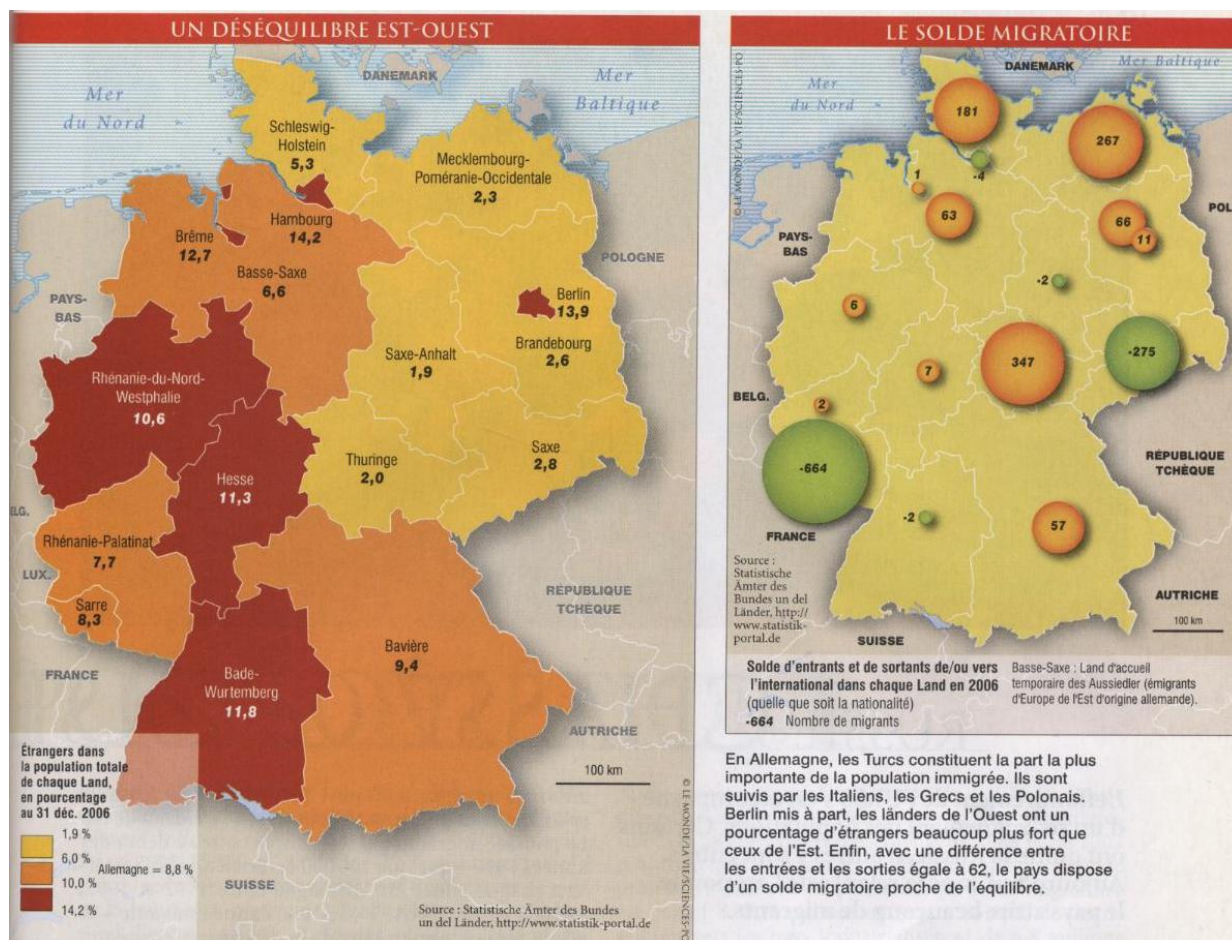 UN DÉSÉQUILIBRE EST-OUEST
DANEMARK
Mer
du Nord
Mer
Baltique
Schleswig-
Holstein
5,3
Mecklembourg-
Poméranie-Occidentale
2,3
Hambourg
14,2
Brême
12,7
Basse-Saxe
6,6
POLOGNE
PAYS-
BAS
Berlin
13,9
Brandebourg
2,6
Saxe-Anhalt
1,9
Rhénanie-du-Nord-
Westphalie
10,6
Hesse
11,3
Thuringe
2,0
Saxe
2,8
LG.
Rhénanie-Palatinat
7,7
LUX.
Sarre
8,3
RÉPUBLIQUE
TCHÈQUE
FRANCE
Bavière
9,4
Bade-
Wurtemberg
11,8
AUTRICHE
100 km
Étrangers dans
la population totale
de chaque Land,
en pourcentage
au 31 déc. 2006
1,9 %
6,0 %
Allemagne = 8,8 %
10,0 %
14,2 %
SUISSE
Source : Statistische Ämter des Bundes
un del Länder, http://www.statistik-portal.de
© LE MONDE/LA VIE/SCIENCES-PO
LE SOLDE MIGRATOIRE
© LE MONDE/LA VIE/SCIENCES-PO
DANEMARK
Mer Baltique
Mer
du Nord
181
267
-4
1
63
66
11
POL
PAYS-
BAS
-2
6
347
-275
7
BELG.
2
-664
RÉPUBLIQUE
TCHÈQUE
-2
57
FRANCE
Source :
Statistische
Ämter des
Bundes un del
Länder, http://
www.statistik-
portal.de
AUTRICHE
100 km
SUISSE
Solde d'entrants et de sortants de/ou vers
l'international dans chaque Land en 2006
(quelle que soit la nationalité)
-664 Nombre de migrants
Basse-Saxe : Land d'accueil
temporaire des Aussiedler (émigrants
d'Europe de l'Est d'origine allemande).
En Allemagne, les Turcs constituent la part la plus
importante de la population immigrée. Ils sont
suivis par les Italiens, les Grecs et les Polonais.
Berlin mis à part, les länders de l'Ouest ont un
pourcentage d'étrangers beaucoup plus fort que
ceux de l'Est. Enfin, avec une différence entre
les entrées et les sorties égale à 62, le pays dispose
d'un solde migratoire proche de l'équilibre.